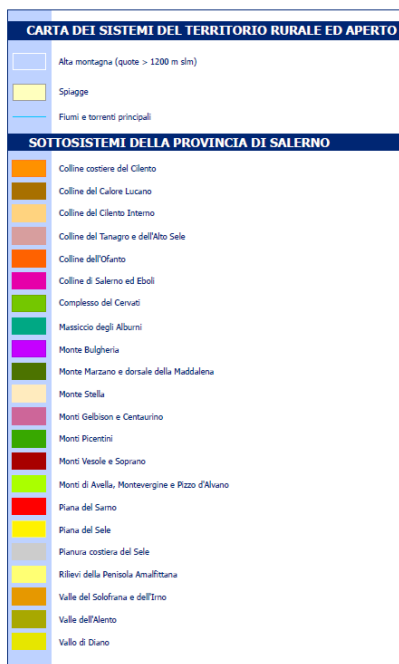 CARTA DEI SISTEMI DEL TERRITORIO RURALE ED APERTO
Alta montagna (quote > 1200 m slm)
Spiagge
Fiumi e torrenti principali
SOTTOSISTEMI DELLA PROVINCIA DI SALERNO
Colline costiere del Cilento
Colline del Calore Lucano
Colline del Cilento Interno
Colline del Tanagro e dell'Alto Sele
Colline dell'Ofanto
Colline di Salerno ed Eboli
Complesso del Cervati
Massiccio degli Alburni
Monte Bulgheria
Monte Marzano e dorsale della Maddalena
Monte Stella
Monti Gelbison e Centaurino
Monti Picentini
Monti Vesole e Soprano
Monti di Avella, Montevergine e Pizzo d'Alvano
Piana del Sarno
Piana del Sele
Pianura costiera del Sele
Rilievi della Penisola Amalfittana
Valle del Solofrana e dell'Irno
Valle dell'Alento
Vallo di Diano